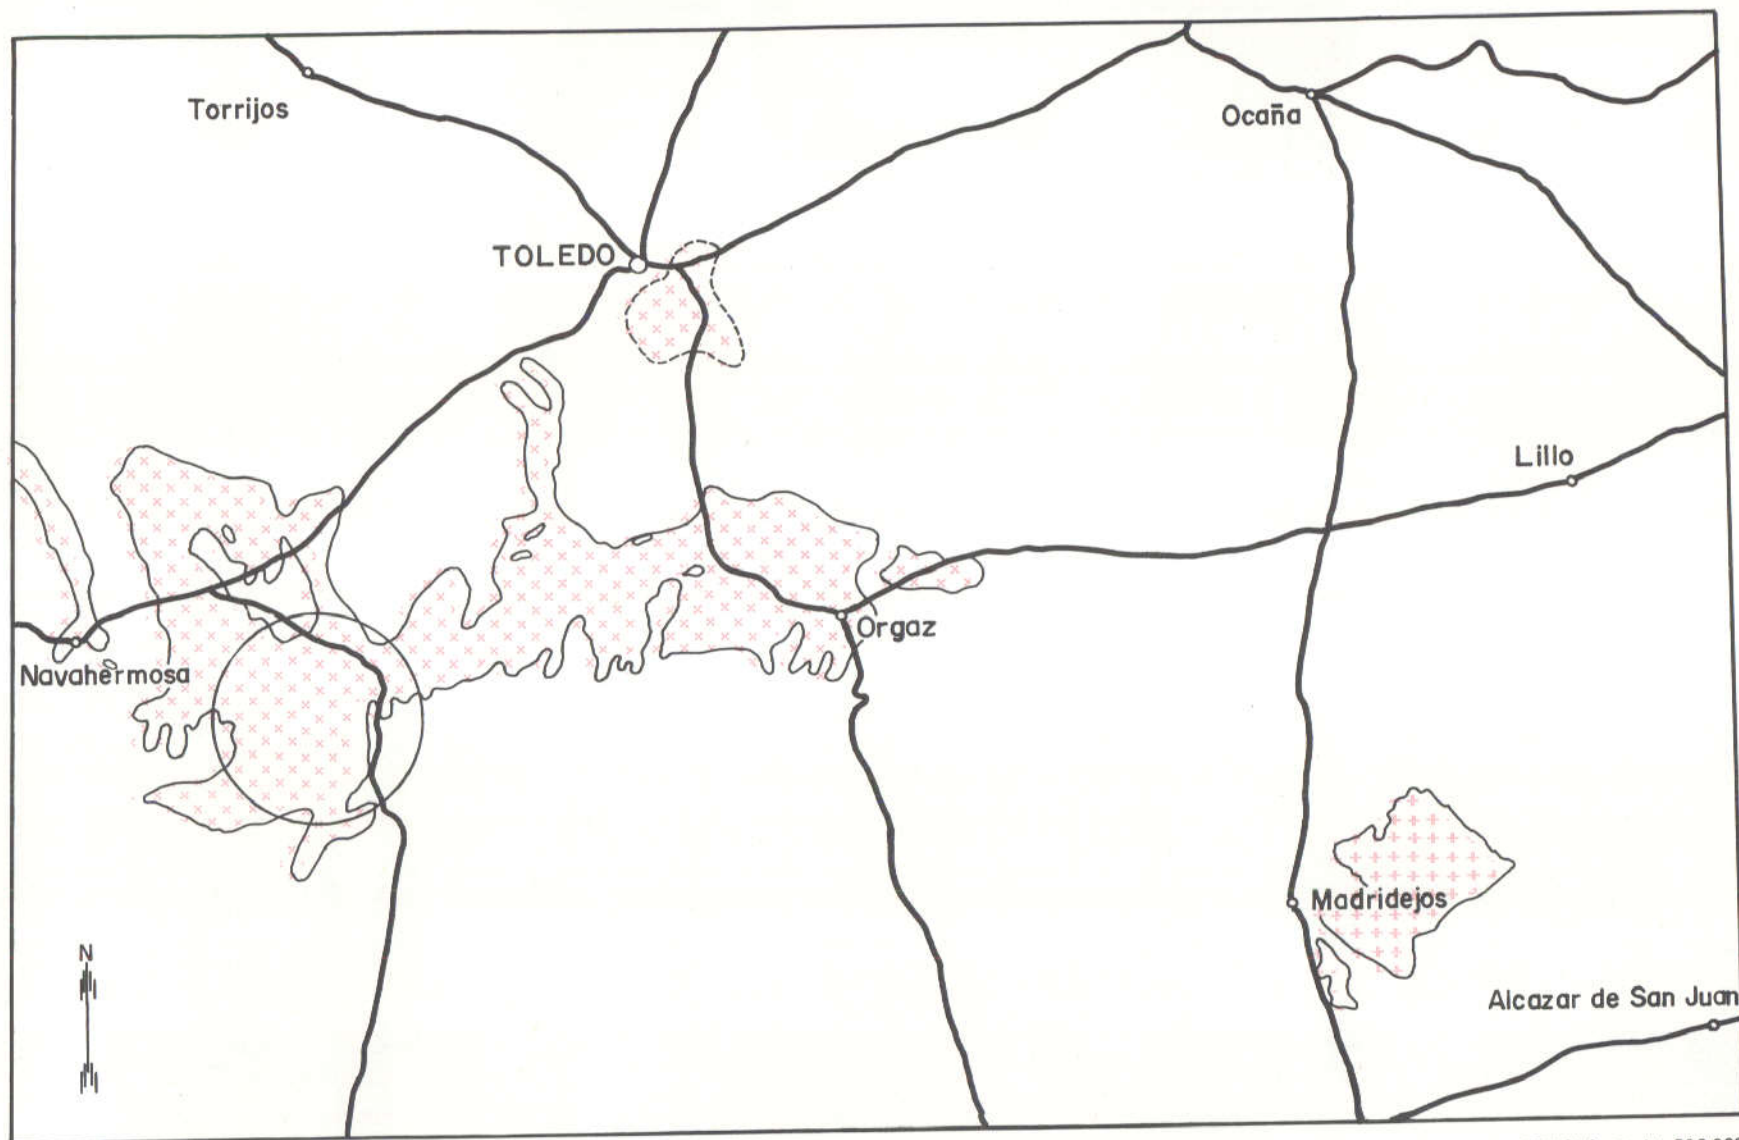 Torrijos
Ocaña
TOLEDO
Lillo
Orgaz
Navahermosa
Madridejos
N
Alcazar de San Juan